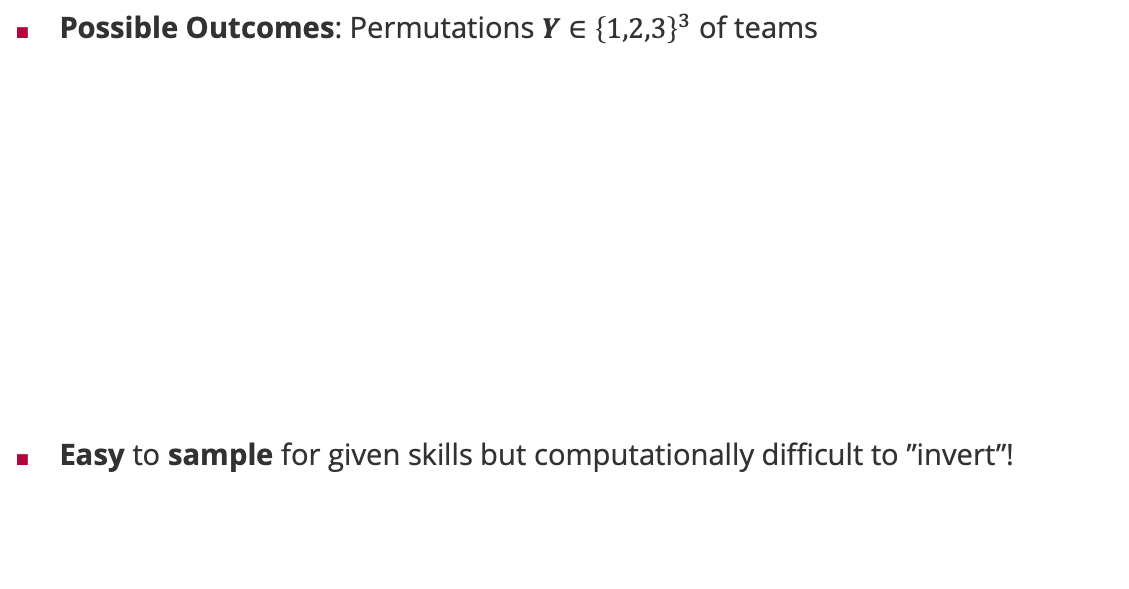 ▪ Possible Outcomes: Permutations Y ∈ {1,2,3}³ of teams
▪ Easy to sample for given skills but computationally difficult to ”invert”!